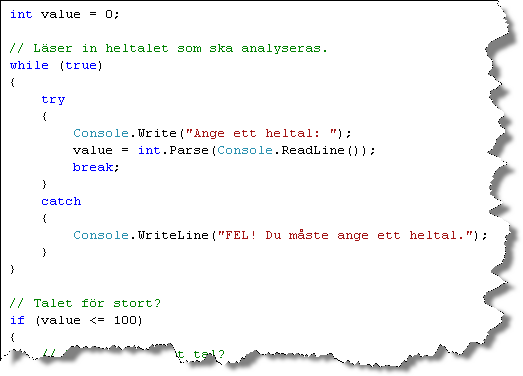 int value = 0;
// Läser in heltalet som ska analyseras.
while (true)
{
try
{
Console.Write("Ange ett heltal: ");
value = int.Parse(Console.ReadLine());
break;
}
catch
{
Console.WriteLine("FEL! Du måste ange ett heltal.");
}
}
// Talet för stort?
if (value <= 100)
{
// tal?